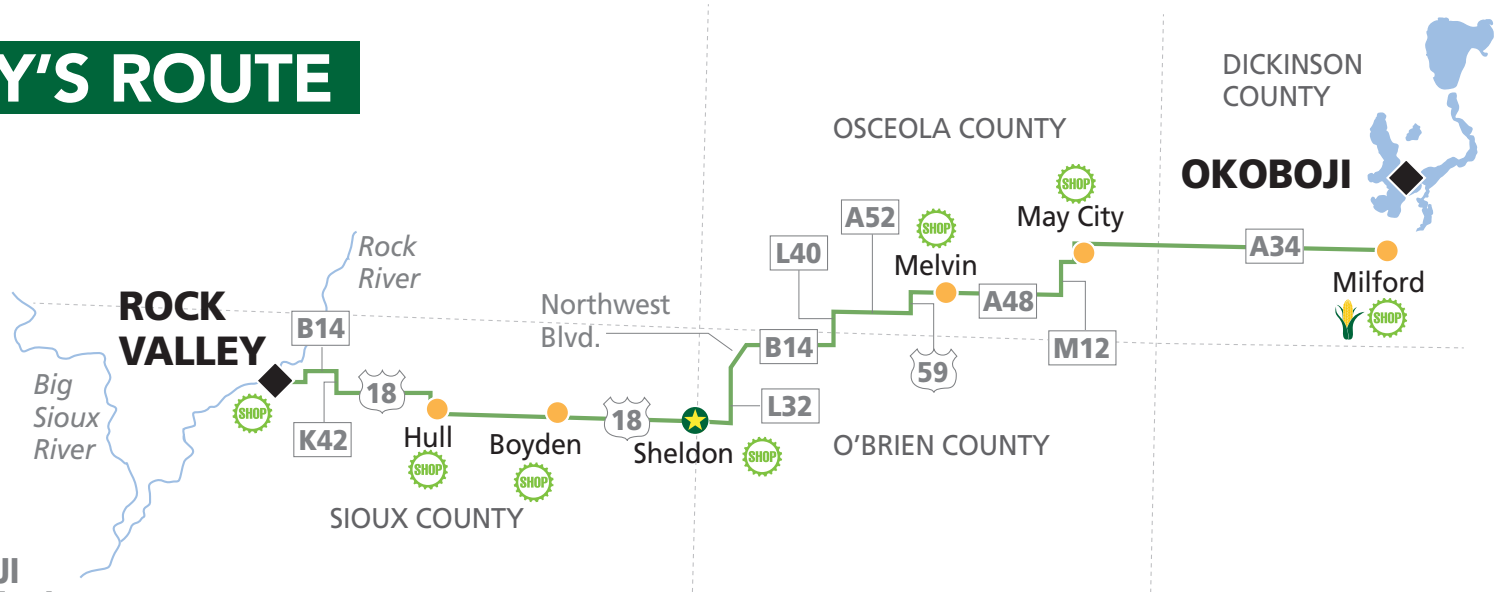 Y'S ROUTE
DICKINSON
COUNTY
OSCEOLA COUNTY
OKOBOJI
SHOP
May City
A52
SHOP
L40
Melvin
A34
Rock
River
Milford
SHOP
ROCK
VALLEY
B14
Northwest
Blvd.
A48
B14
M12
59
Big
Sioux
River
SHOP
18
K42
Hull
SHOP
Boyden
SHOP
18
Sheldon
SHOP
L32
O'BRIEN COUNTY
SIOUX COUNTY
JI